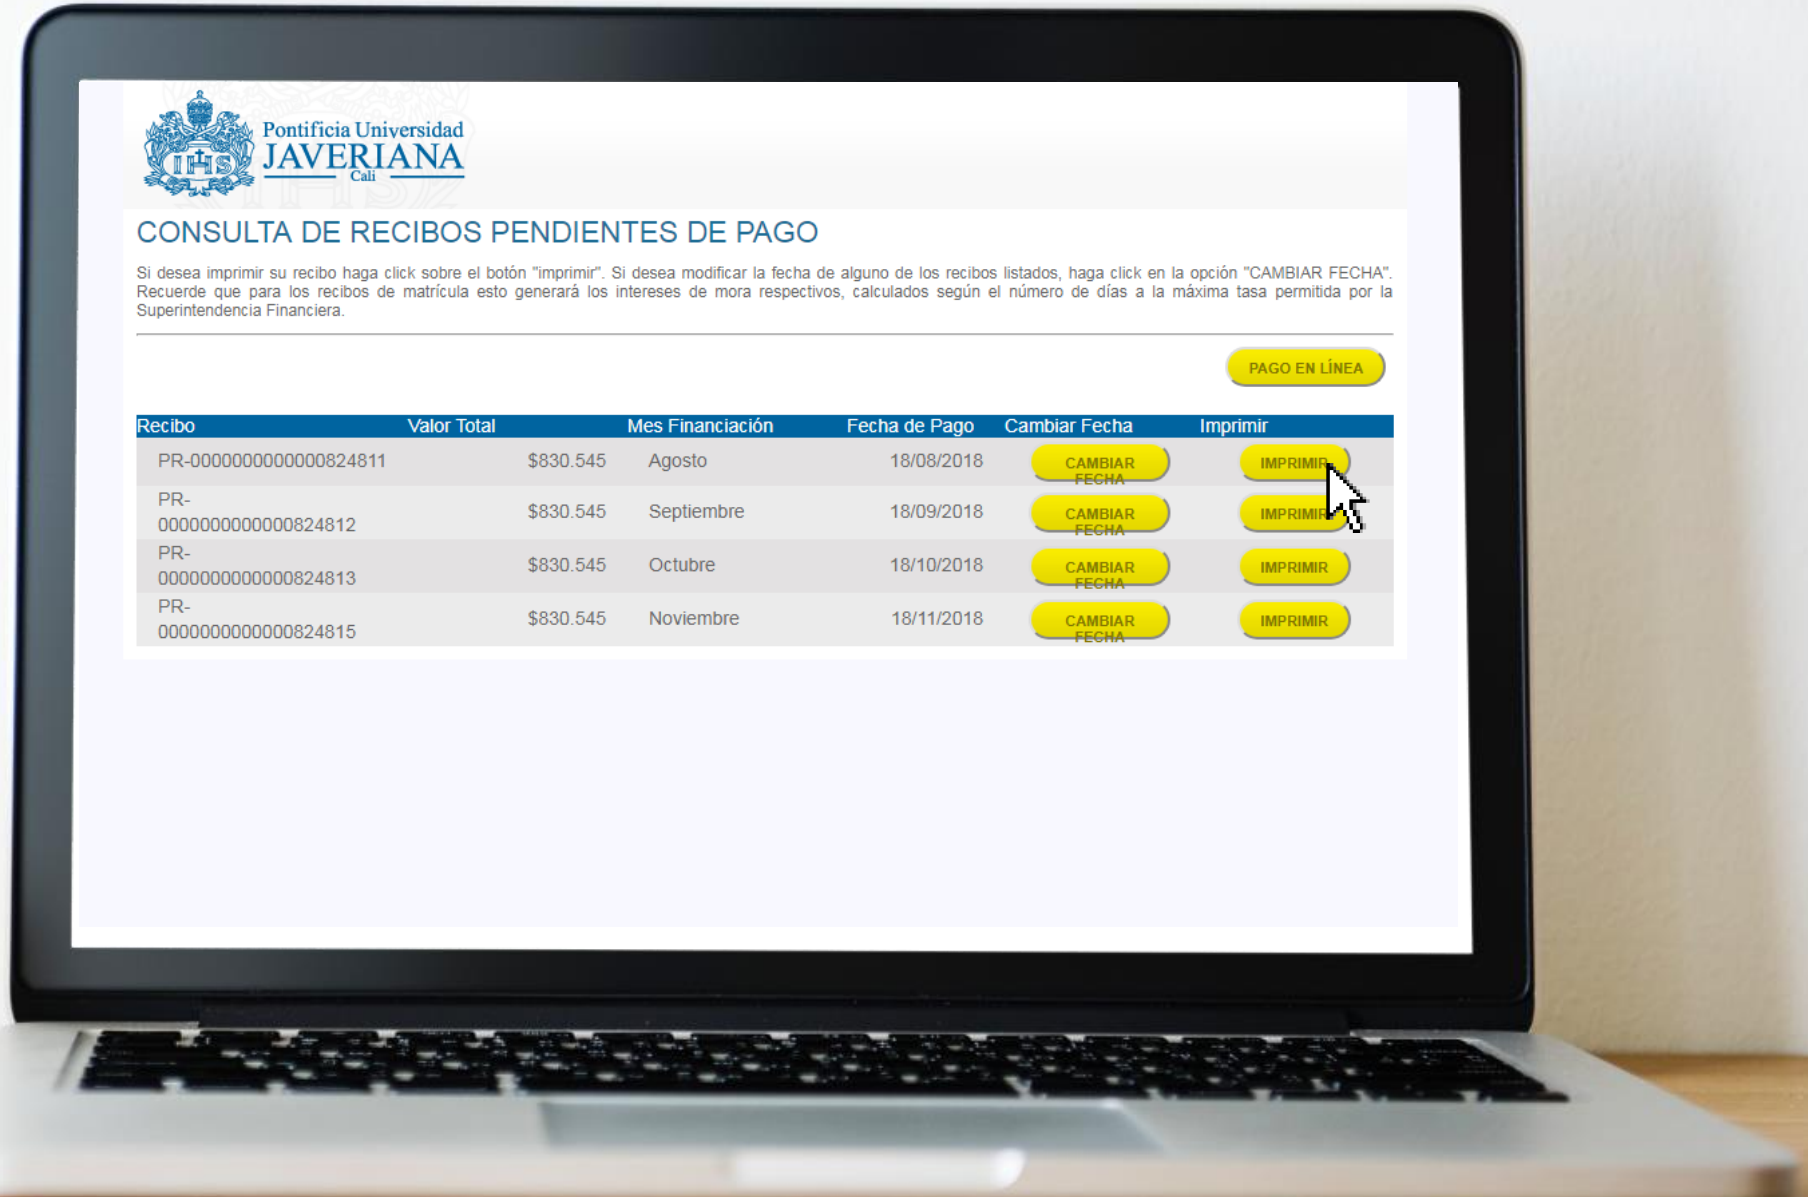 Pontificia Universidad
JAVERIANA
Cali
IHS
CONSULTA DE RECIBOS PENDIENTES DE PAGO
Si desea imprimir su recibo haga click sobre el botón "imprimir". Si desea modificar la fecha de alguno de los recibos listados, haga click en la opción "CAMBIAR FECHA".
Recuerde que para los recibos de matrícula esto generará los intereses de mora respectivos, calculados según el número de días a la máxima tasa permitida por la
Superintendencia Financiera.
PAGO EN LÍNEA
Recibo Valor Total Mes Financiación Fecha de Pago Cambiar Fecha Imprimir
PR-0000000000000824811 $830.545 Agosto 18/08/2018 CAMBIAR FECHA IMPRIMIR
PR-
0000000000000824812 $830.545 Septiembre 18/09/2018 CAMBIAR FECHA IMPRIMIR
PR-
0000000000000824813 $830.545 Octubre 18/10/2018 CAMBIAR FECHA IMPRIMIR
PR-
0000000000000824815 $830.545 Noviembre 18/11/2018 CAMBIAR FECHA IMPRIMIR